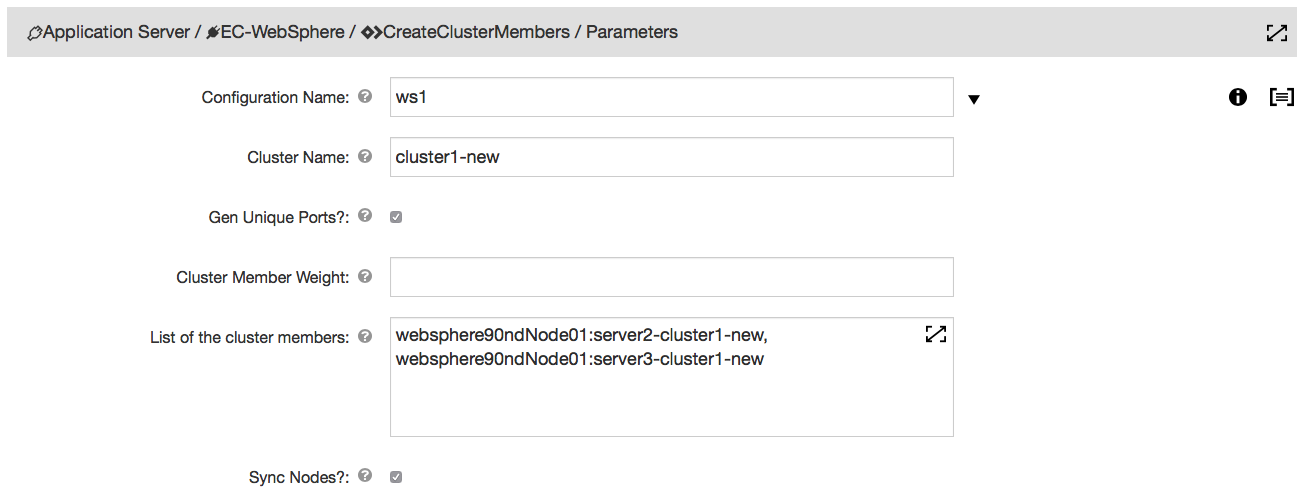 Application Server / EC-WebSphere / CreateClusterMembers / Parameters
Configuration Name: ws1
Cluster Name: cluster1-new
Gen Unique Ports?:
Cluster Member Weight:
List of the cluster members: websphere90ndNode01:server2-cluster1-new,
websphere90ndNode01:server3-cluster1-new
Sync Nodes?: